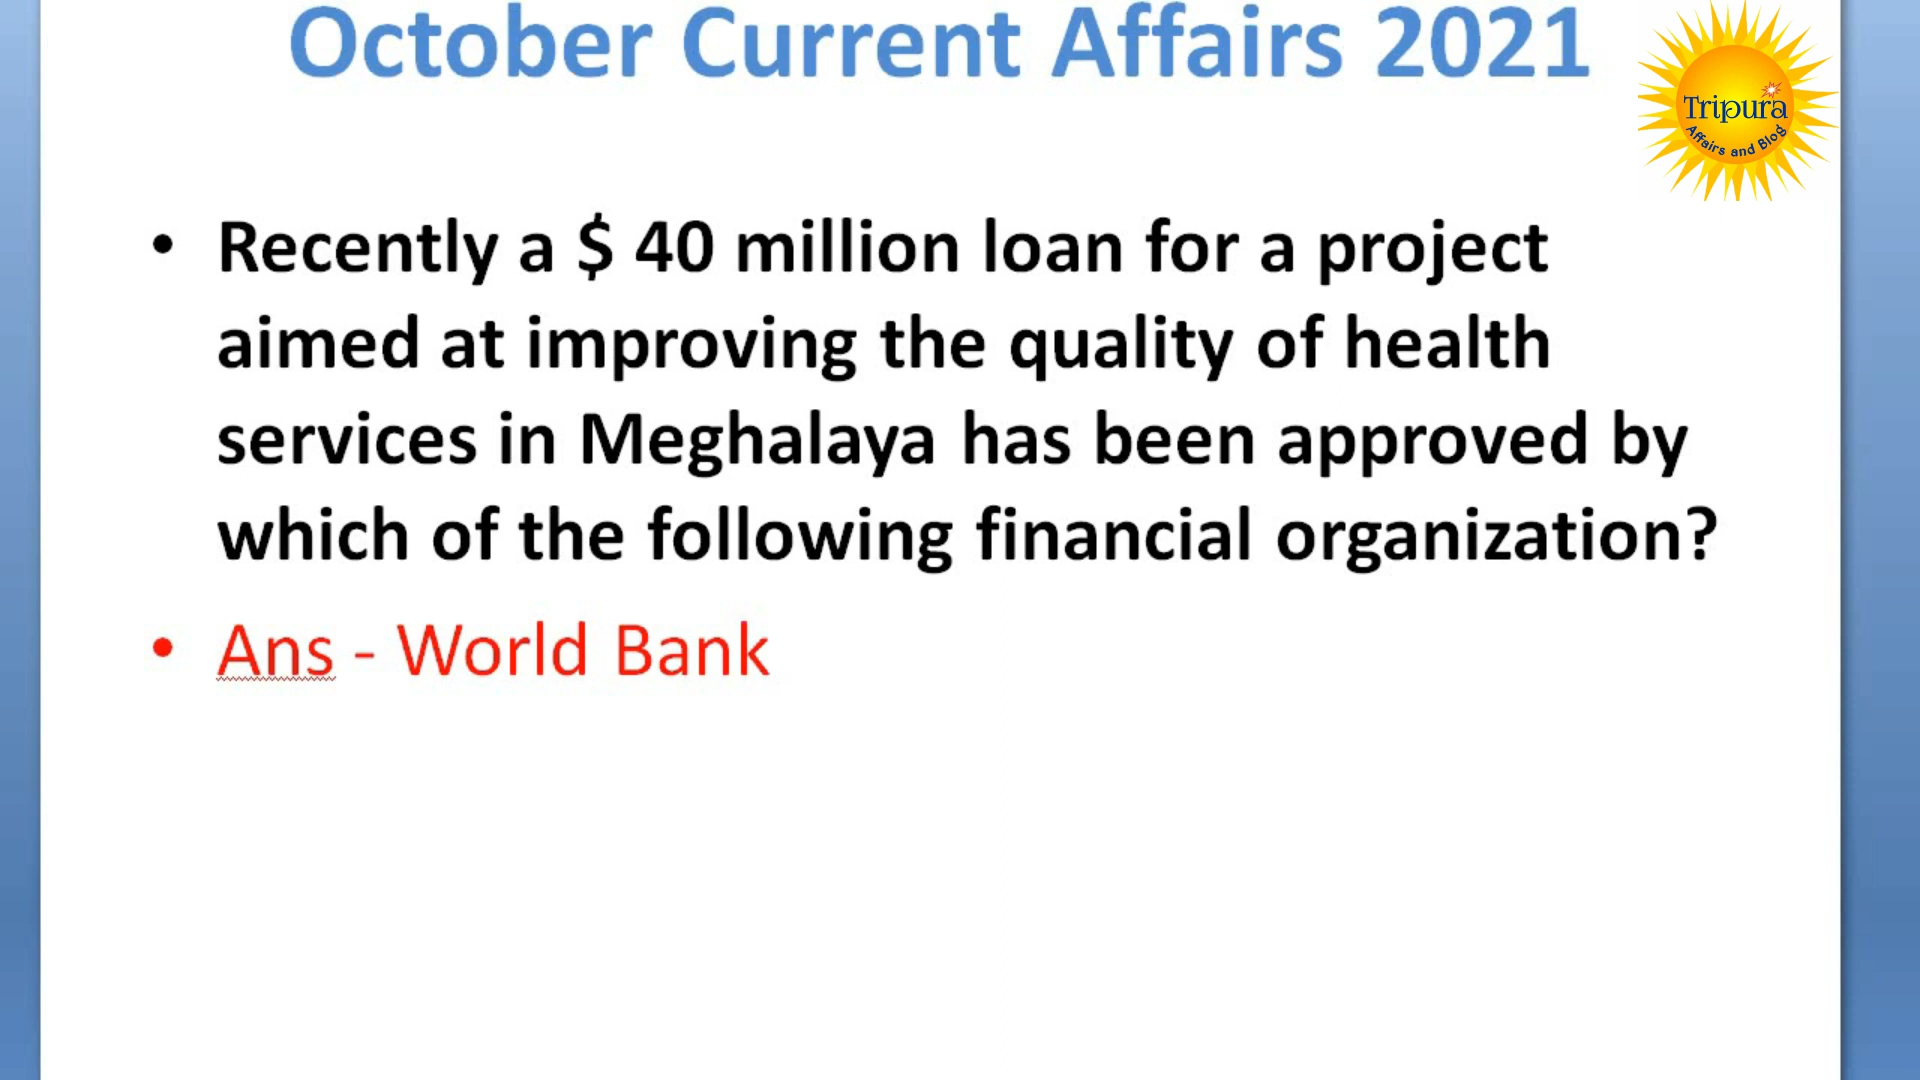 October Current Affairs 2021
Tripura
Affairs and Blog
• Recently a $ 40 million loan for a project
aimed at improving the quality of health
services in Meghalaya has been approved by
which of the following financial organization?
• Ans - World Bank